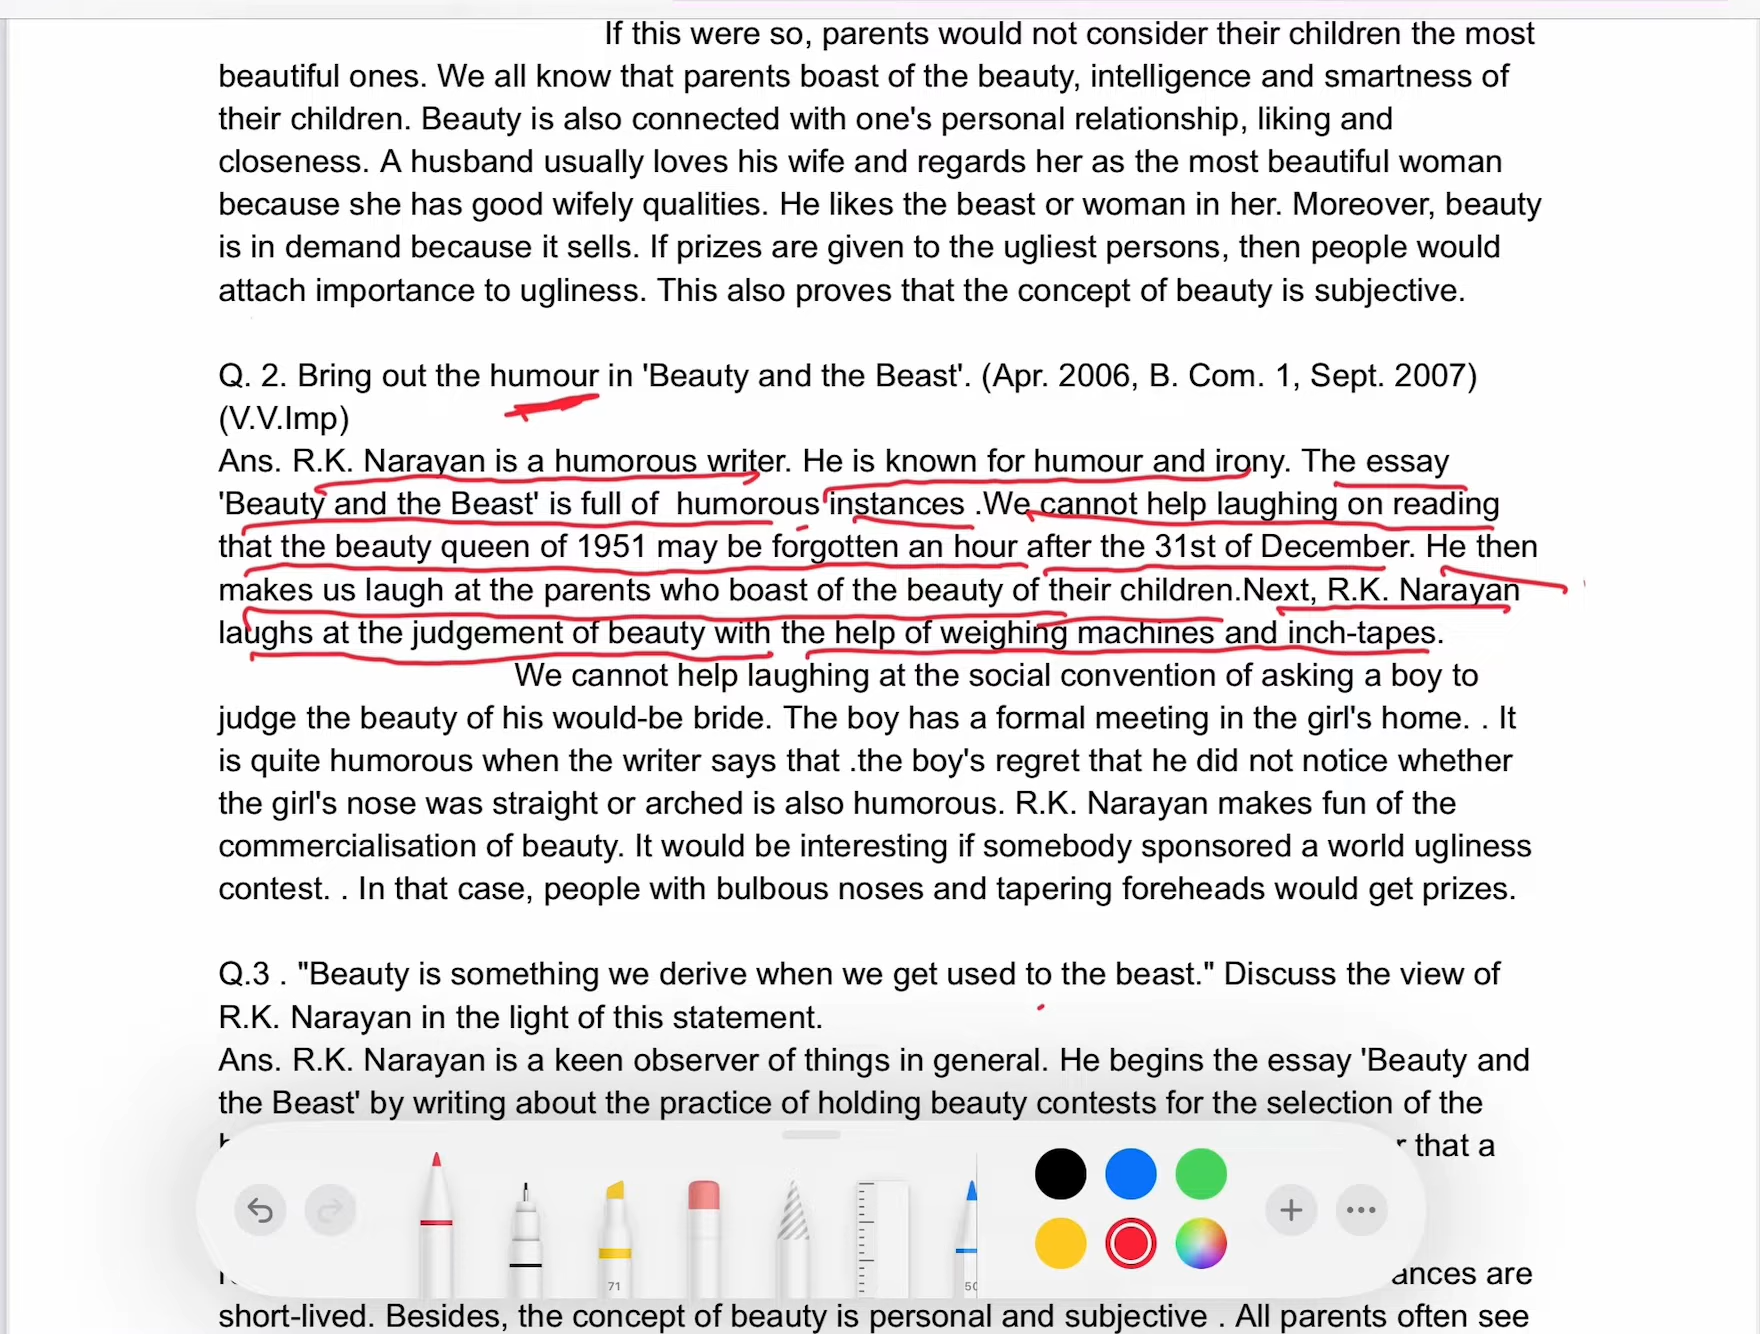 If this were so, parents would not consider their children the most
beautiful ones. We all know that parents boast of the beauty, intelligence and smartness of
their children. Beauty is also connected with one's personal relationship, liking and
closeness. A husband usually loves his wife and regards her as the most beautiful woman
because she has good wifely qualities. He likes the beast or woman in her. Moreover, beauty
is in demand because it sells. If prizes are given to the ugliest persons, then people would
attach importance to ugliness. This also proves that the concept of beauty is subjective.
Q. 2. Bring out the humour in 'Beauty and the Beast'. (Apr. 2006, B. Com. 1, Sept. 2007)
(V.V.Imp)
Ans. R.K. Narayan is a humorous writer. He is known for humour and irony. The essay
'Beauty and the Beast' is full of  humorous instances .We cannot help laughing on reading
that the beauty queen of 1951 may be forgotten an hour after the 31st of December. He then
makes us laugh at the parents who boast of the beauty of their children.Next, R.K. Narayan
laughs at the judgement of beauty with the help of weighing machines and inch-tapes.
We cannot help laughing at the social convention of asking a boy to
judge the beauty of his would-be bride. The boy has a formal meeting in the girl's home. . It
is quite humorous when the writer says that .the boy's regret that he did not notice whether
the girl's nose was straight or arched is also humorous. R.K. Narayan makes fun of the
commercialisation of beauty. It would be interesting if somebody sponsored a world ugliness
contest. . In that case, people with bulbous noses and tapering foreheads would get prizes.
Q.3 . "Beauty is something we derive when we get used to the beast." Discuss the view of
R.K. Narayan in the light of this statement.
Ans. R.K. Narayan is a keen observer of things in general. He begins the essay 'Beauty and
the Beast' by writing about the practice of holding beauty contests for the selection of the
that a
71
are
short-lived. Besides, the concept of beauty is personal and subjective . All parents often see